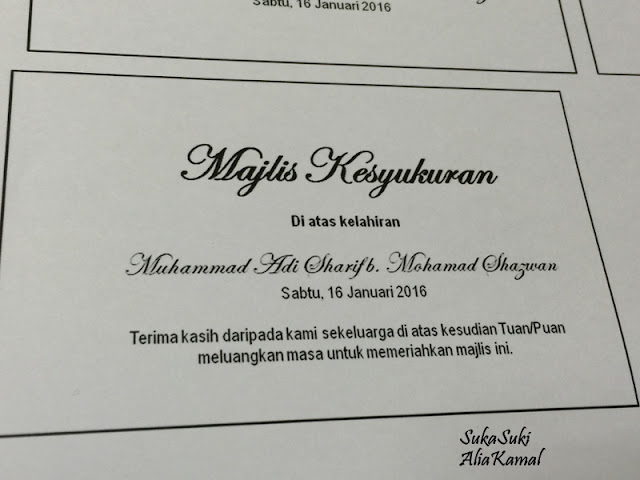 Sabtu, 16 Januari 2016
Majlis Kesyukuran
Di atas kelahiran
Muhammad Adi Sharif b. Mohamad Shazwan
Sabtu, 16 Januari 2016
Terima kasih daripada kami sekeluarga di atas kesudian Tuan/Puan
meluangkan masa untuk memeriahkan majlis ini.
SukaSuki
AliaKamal